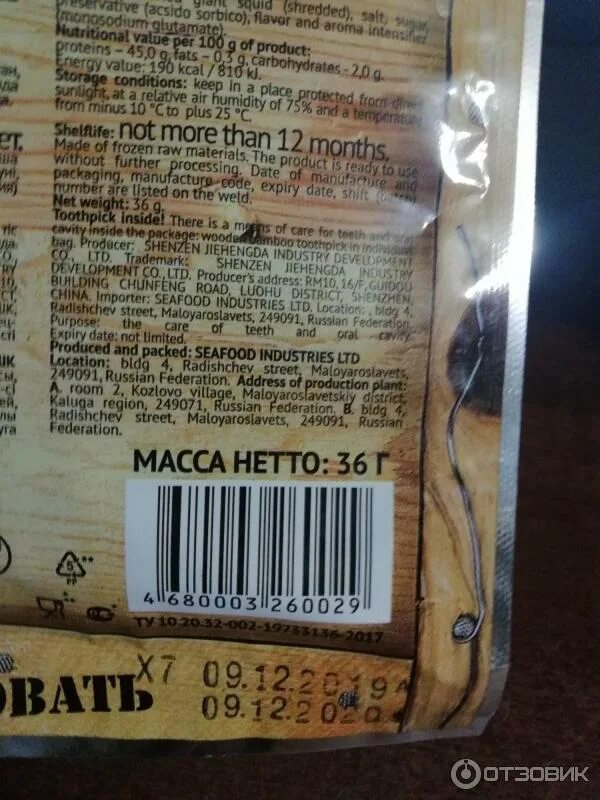 giant squid (shredded), salt, sugar,
preservative (acsido sorbico), flavor and aroma intensifier
(monosodium glutamate).
Nutritional value per 100 g of product:
proteins – 45,0 g, fats – 0,3 g, carbohydrates - 2,0 g.
Energy value: 190 kcal / 810 kJ.
Storage conditions: keep in a place protected from direct
sunlight, at a relative air humidity of 75% and a temperature
from minus 10 °C to plus 25 °C.
Shelflife: not more than 12 months.
Made of frozen raw materials. The product is ready to use
without further processing. Date of manufacture and
packaging, manufacture code, expiry date, shift (batch)
number are listed on the weld.
Net weight: 36 g.
Toothpick inside! There is a means of care for teeth and oral
cavity inside the package: wooden bamboo toothpick in individual
bag. Producer: SHENZEN JIEHENGDA INDUSTRY DEVELOPMENT
CO., LTD. Trademark: SHENZEN JIEHENGDA INDUSTRY
DEVELOPMENT CO., LTD. Producer's address: RM10, 16/F, GUIDOU
BUILDING CHUNFENG ROAD, LUOHU DISTRICT, SHENZHEN,
CHINA. Importer: SEAFOOD INDUSTRIES LTD. Location: , bldg 4,
Radishchev street, Maloyaroslavets, 249091, Russian Federation.
Purpose: the care of teeth and oral cavity.
Expiry date: not limited.
Produced and packed: SEAFOOD INDUSTRIES LTD
Location: bldg 4, Radishchev street, Maloyaroslavets,
249091, Russian Federation. Address of production plant:
A. room 2, Kozlovo village, Maloyaroslavetskiy district,
Kaluga region, 249071, Russian Federation. B. bldg 4,
Radishchev street, Maloyaroslavets, 249091, Russian
Federation.
МАССА НЕТТО: 36 Г
5
PP
4 680003 260029
ТУ 10.20.32-002-19733136-2017
ОВАТЬ
X7 09.12.2019
09.12.2020
ОТЗОВИК